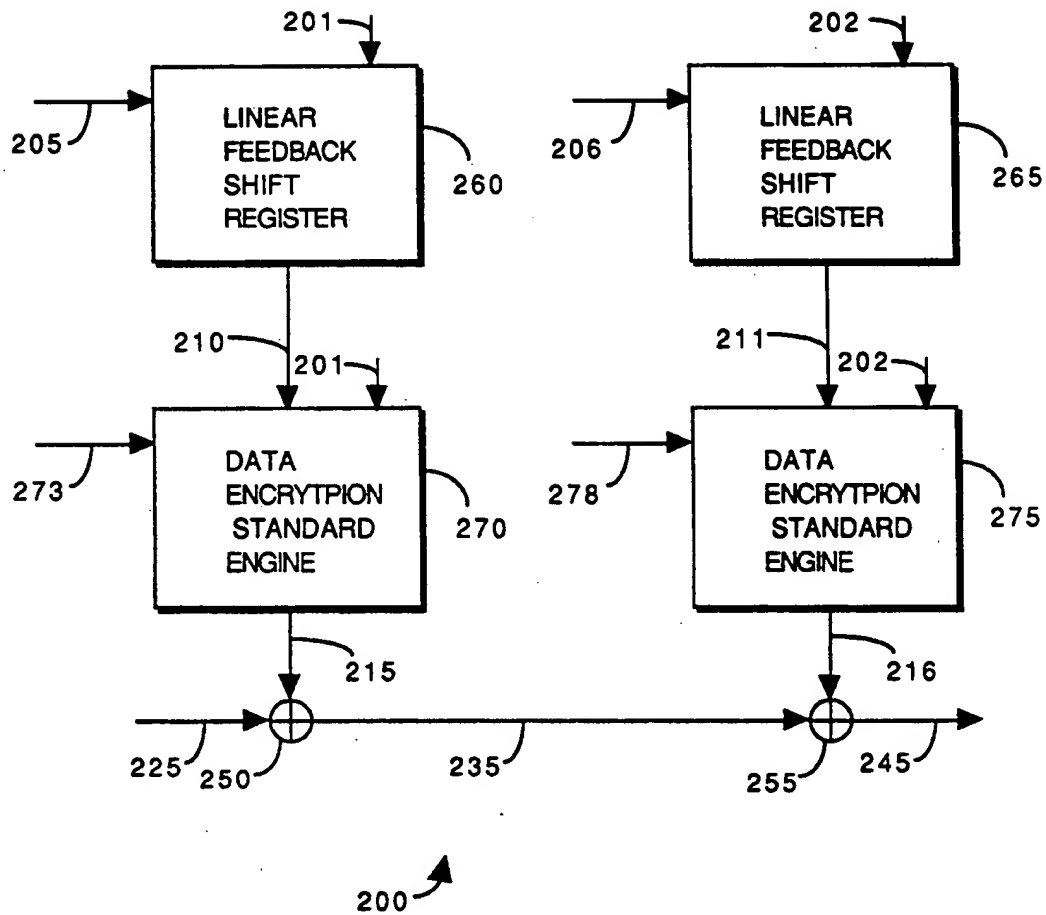 201
202
205
LINEAR
FEEDBACK
SHIFT
REGISTER
260
206
LINEAR
FEEDBACK
SHIFT
REGISTER
265
210
201
211
202
273
DATA
ENCRYTPION
STANDARD
ENGINE
270
278
DATA
ENCRYTPION
STANDARD
ENGINE
275
215
216
225
250
235
255
245
200